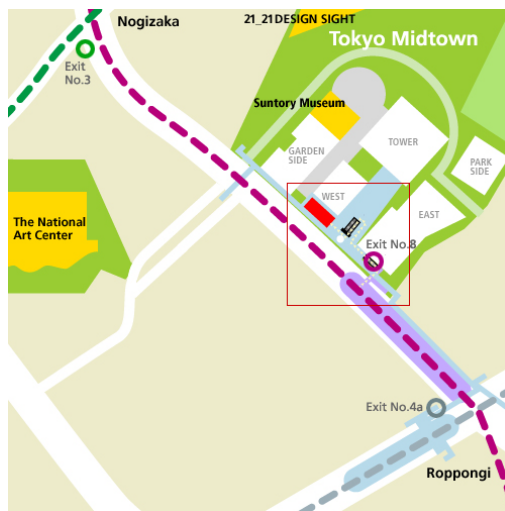 Nogizaka
21_21 DESIGN SIGHT
Tokyo Midtown
Exit
No.3
Suntory Museum
TOWER
GARDEN
SIDE
PARK
SIDE
WEST
EAST
The National
Art Center
Exit No.8
Exit No.4a
Roppongi